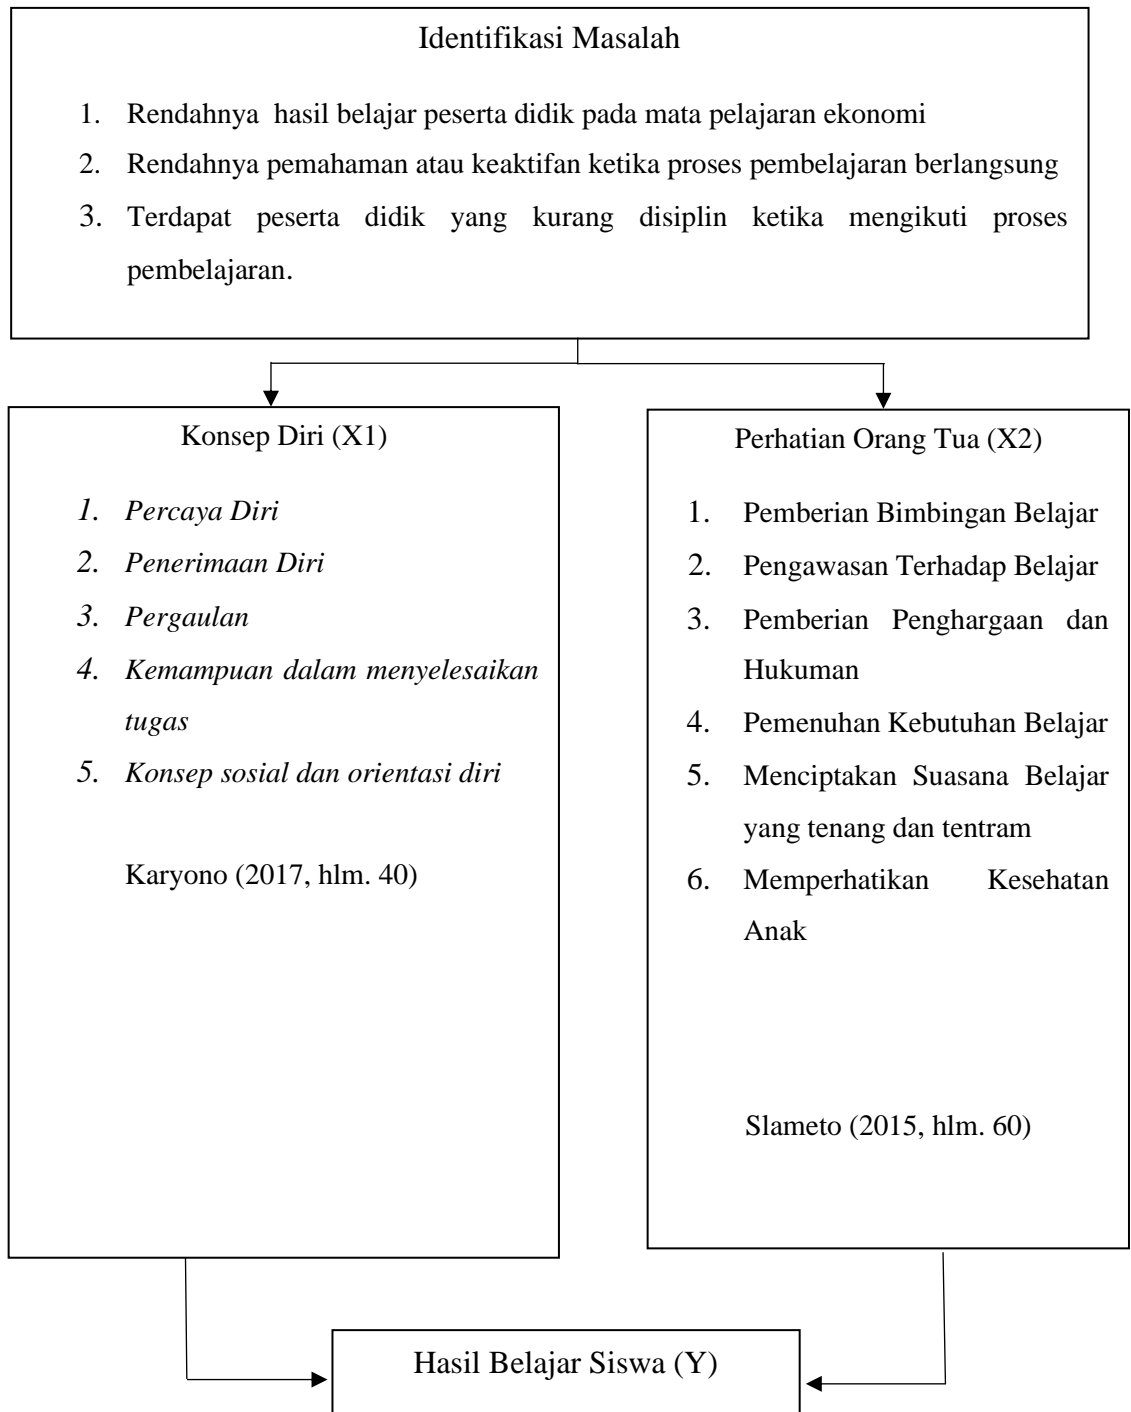 Identifikasi Masalah
1. Rendahnya hasil belajar peserta didik pada mata pelajaran ekonomi
2. Rendahnya pemahaman atau keaktifan ketika proses pembelajaran berlangsung
3. Terdapat peserta didik yang kurang disiplin ketika mengikuti proses
pembelajaran.
Konsep Diri (X1)
1. Percaya Diri
2. Penerimaan Diri
3. Pergaulan
4. Kemampuan dalam menyelesaikan
tugas
5. Konsep sosial dan orientasi diri
Karyono (2017, hlm. 40)
Perhatian Orang Tua (X2)
1. Pemberian Bimbingan Belajar
2. Pengawasan Terhadap Belajar
3. Pemberian Penghargaan dan
Hukuman
4. Pemenuhan Kebutuhan Belajar
5. Menciptakan Suasana Belajar
yang tenang dan tentram
6. Memperhatikan Kesehatan
Anak
Slameto (2015, hlm. 60)
Hasil Belajar Siswa (Y)